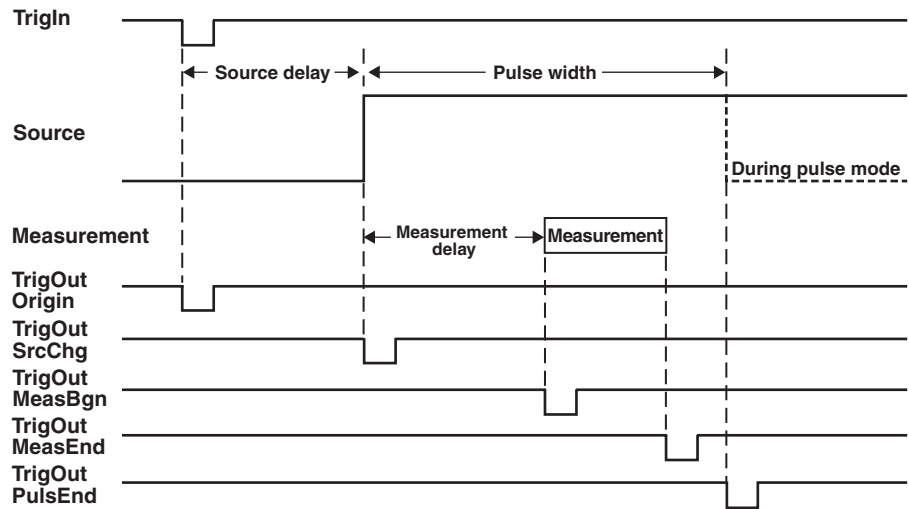 TrigIn
Source delay
Pulse width
Source
During pulse mode
Measurement
Measurement
delay
Measurement
TrigOut
Origin
TrigOut
SrcChg
TrigOut
MeasBgn
TrigOut
MeasEnd
TrigOut
PulsEnd